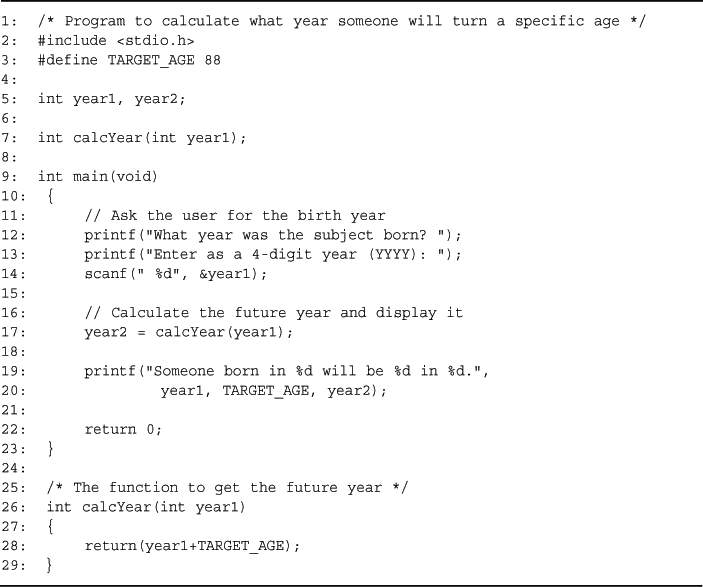 1: /* Program to calculate what year someone will turn a specific age */
2: #include <stdio.h>
3: #define TARGET_AGE 88
4:
5: int year1, year2;
6:
7: int calcYear(int year1);
8:
9: int main(void)
10: {
11: // Ask the user for the birth year
12: printf("What year was the subject born? ");
13: printf("Enter as a 4-digit year (YYYY): ");
14: scanf(" %d", &year1);
15:
16: // Calculate the future year and display it
17: year2 = calcYear(year1);
18:
19: printf("Someone born in %d will be %d in %d.",
20: year1, TARGET_AGE, year2);
21:
22: return 0;
23: }
24:
25: /* The function to get the future year */
26: int calcYear(int year1)
27: {
28: return(year1+TARGET_AGE);
29: }